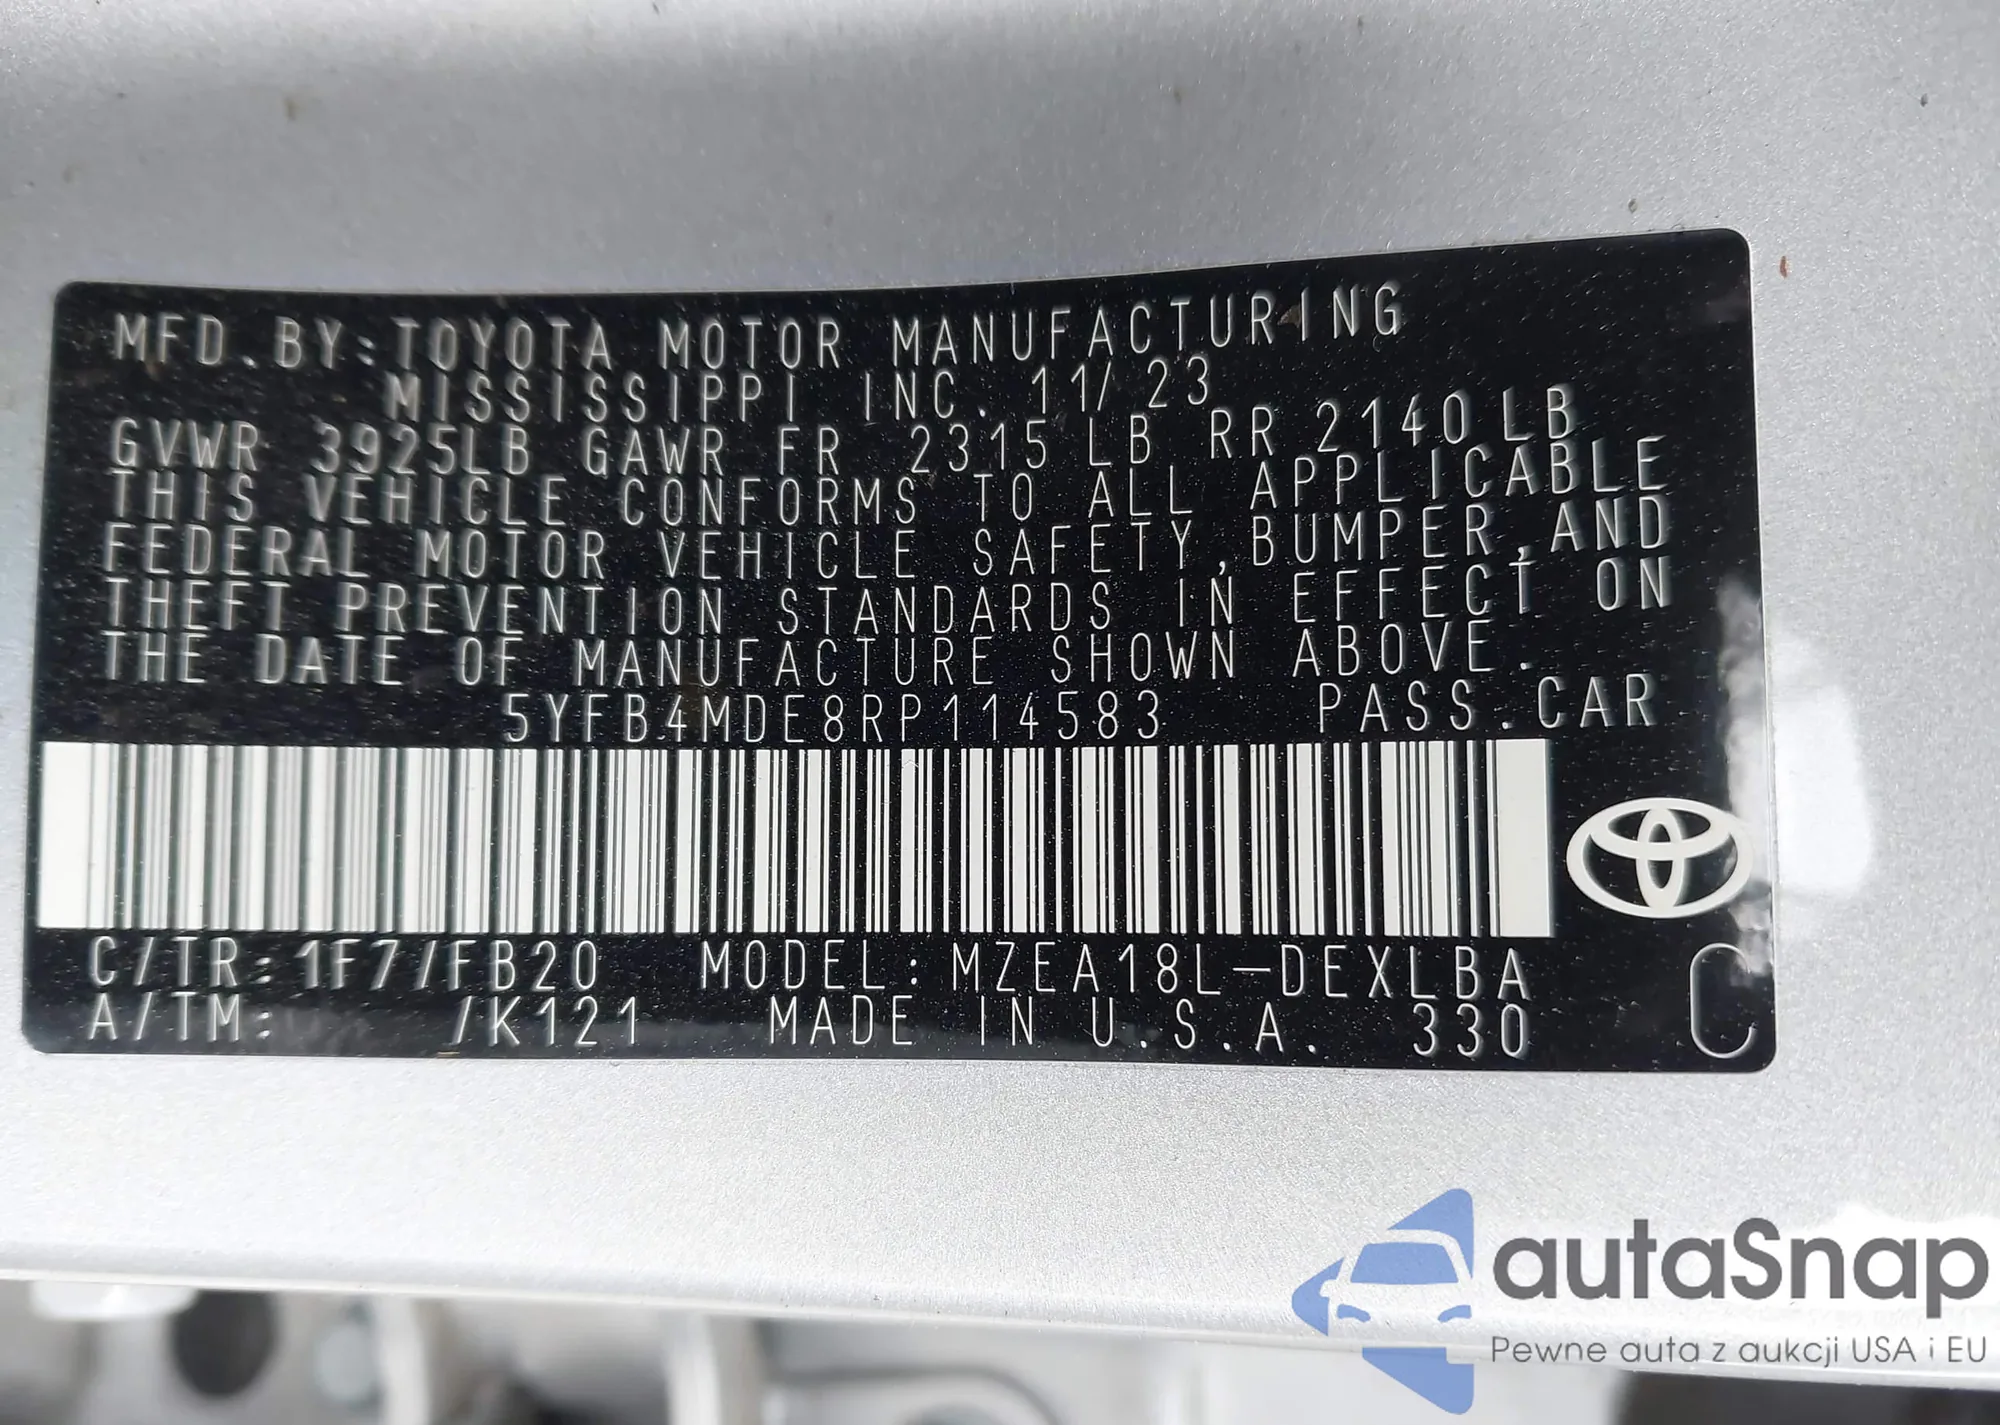 MFD.BY:TOYOTA MOTOR MANUFACTURING
MISSISSIPPI INC. 11/23
GVWR 3925LB GAWR FR 2315 LB RR 2140LB
THIS VEHICLE CONFORMS TO ALL APPLICABLE
FEDERAL MOTOR VEHICLE SAFETY,BUMPER,AND
THEFT PREVENTION STANDARDS IN EFFECT ON
THE DATE OF MANUFACTURE SHOWN ABOVE.
5YFB4MDE8RP114583 PASS.CAR
C/TR:1F7/FB20 MODEL:MZEA18L-DEXLBA
A/TM: /K121 MADE IN U.S.A. 330
C
autaSnap
Pewne auta z aukcji USA i EU